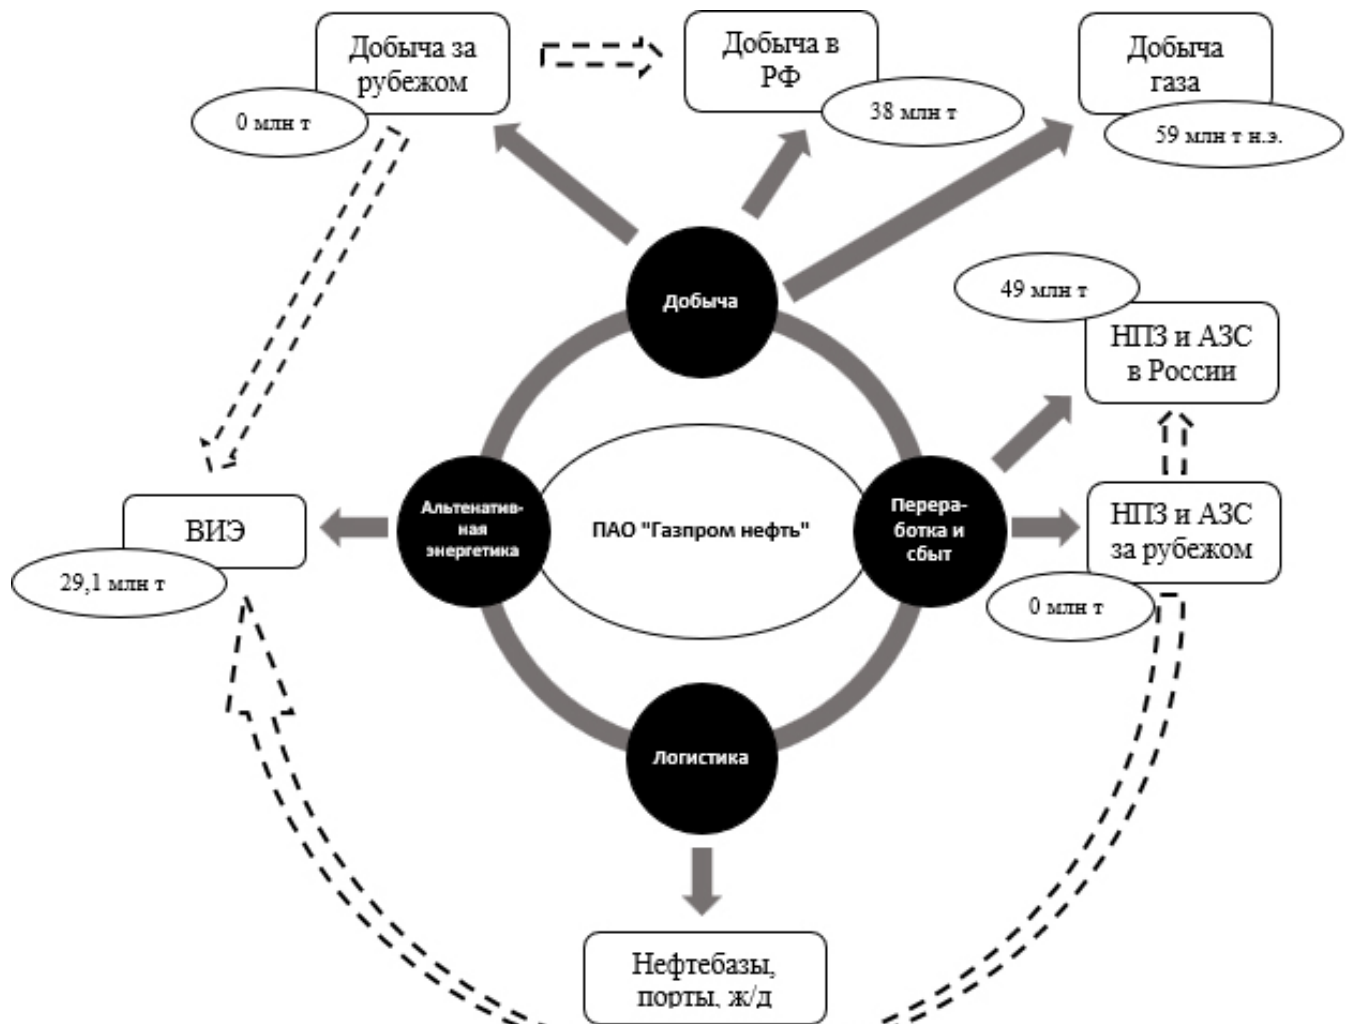 Добыча за
рубежом
0 млн т
Добыча в
РФ
38 млн т
Добыча
газа
59 млн т н.э.
Добыча
49 млн т
НПЗ и АЗС
в России
Альтенатив-
ная
энергетика
ПАО "Газпром нефть"
Перера-
ботка и
сбыт
НПЗ и АЗС
за рубежом
0 млн т
ВИЭ
29,1 млн т
Логистика
Нефтебазы,
порты, ж/д